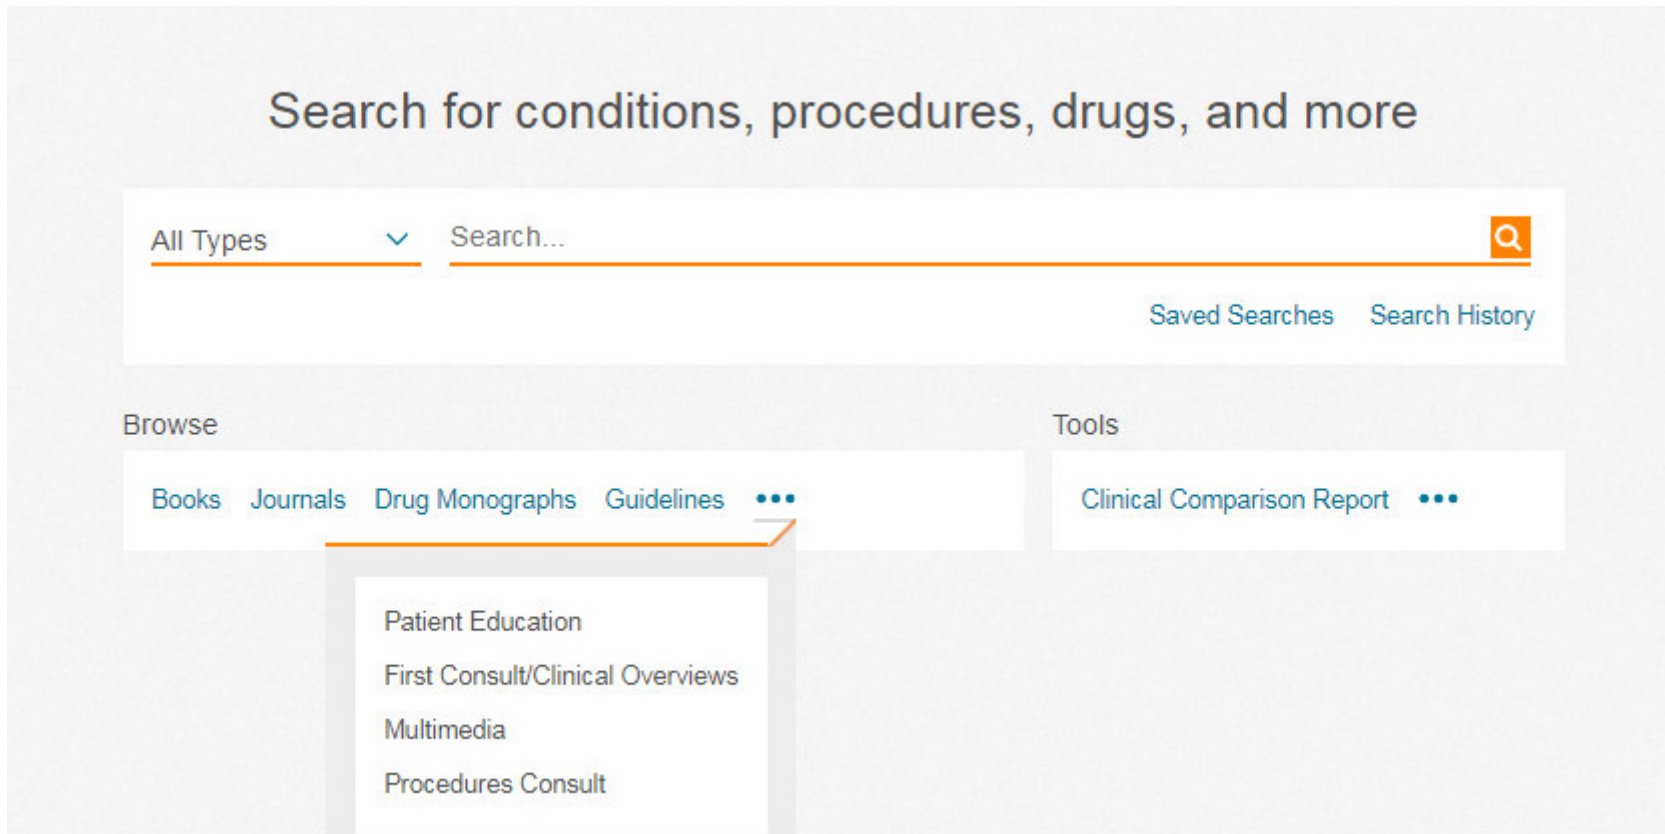 Search for conditions, procedures, drugs, and more
All Types
Search...
Saved Searches Search History
Browse
Tools
Books Journals Drug Monographs Guidelines •••
Clinical Comparison Report •••
Patient Education
First Consult/Clinical Overviews
Multimedia
Procedures Consult